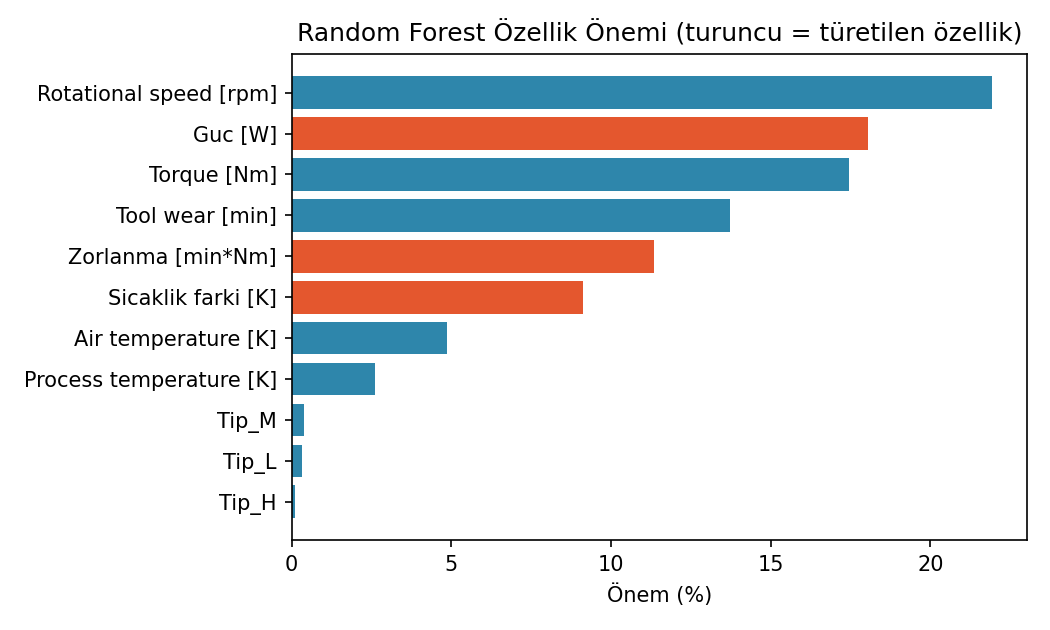 Random Forest Özellik Önemi (turuncu = türetilen özellik)
Rotational speed [rpm]
Guc [W]
Torque [Nm]
Tool wear [min]
Zorlanma [min*Nm]
Sicaklik farki [K]
Air temperature [K]
Process temperature [K]
Tip_M
Tip_L
Tip_H
0 5 10 15 20
Önem (%)